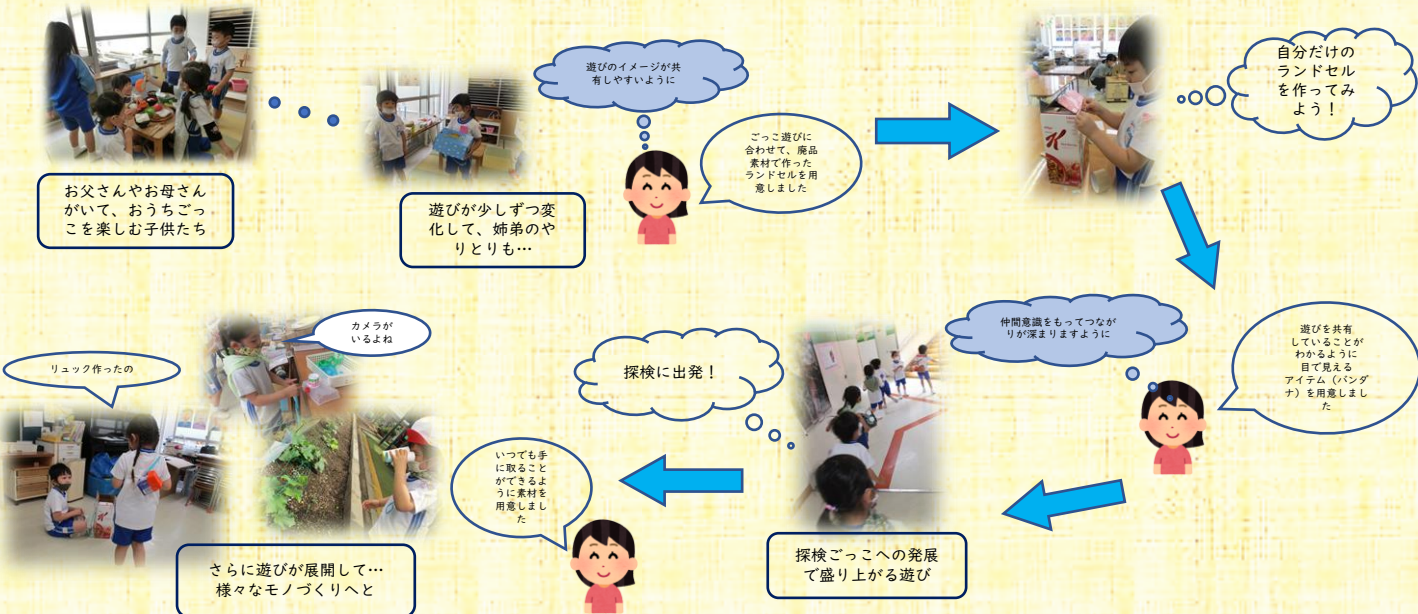 お父さんやお母さん
がいて、おうちごっ
こを楽しむ子供たち
遊びが少しずつ変
化して、姉弟のや
りとりも…
遊びのイメージが共
有しやすいように
ごっこ遊びに
合わせて、廃品
素材で作った
ランドセルを用
意しました
K
自分だけの
ランドセル
を作ってみ
よう！
遊びを共有
していることが
わかるように
目で見える
アイテム（バンダ
ナ）を用意しまし
た
仲間意識をもってつなが
りが深まりますように
探検ごっこへの発展
で盛り上がる遊び
探検に出発！
いつでも手
に取ること
ができるよ
うに素材を
用意しまし
た
カメラが
いるよね
リュック作ったの
さらに遊びが展開して…
様々なモノづくりへと